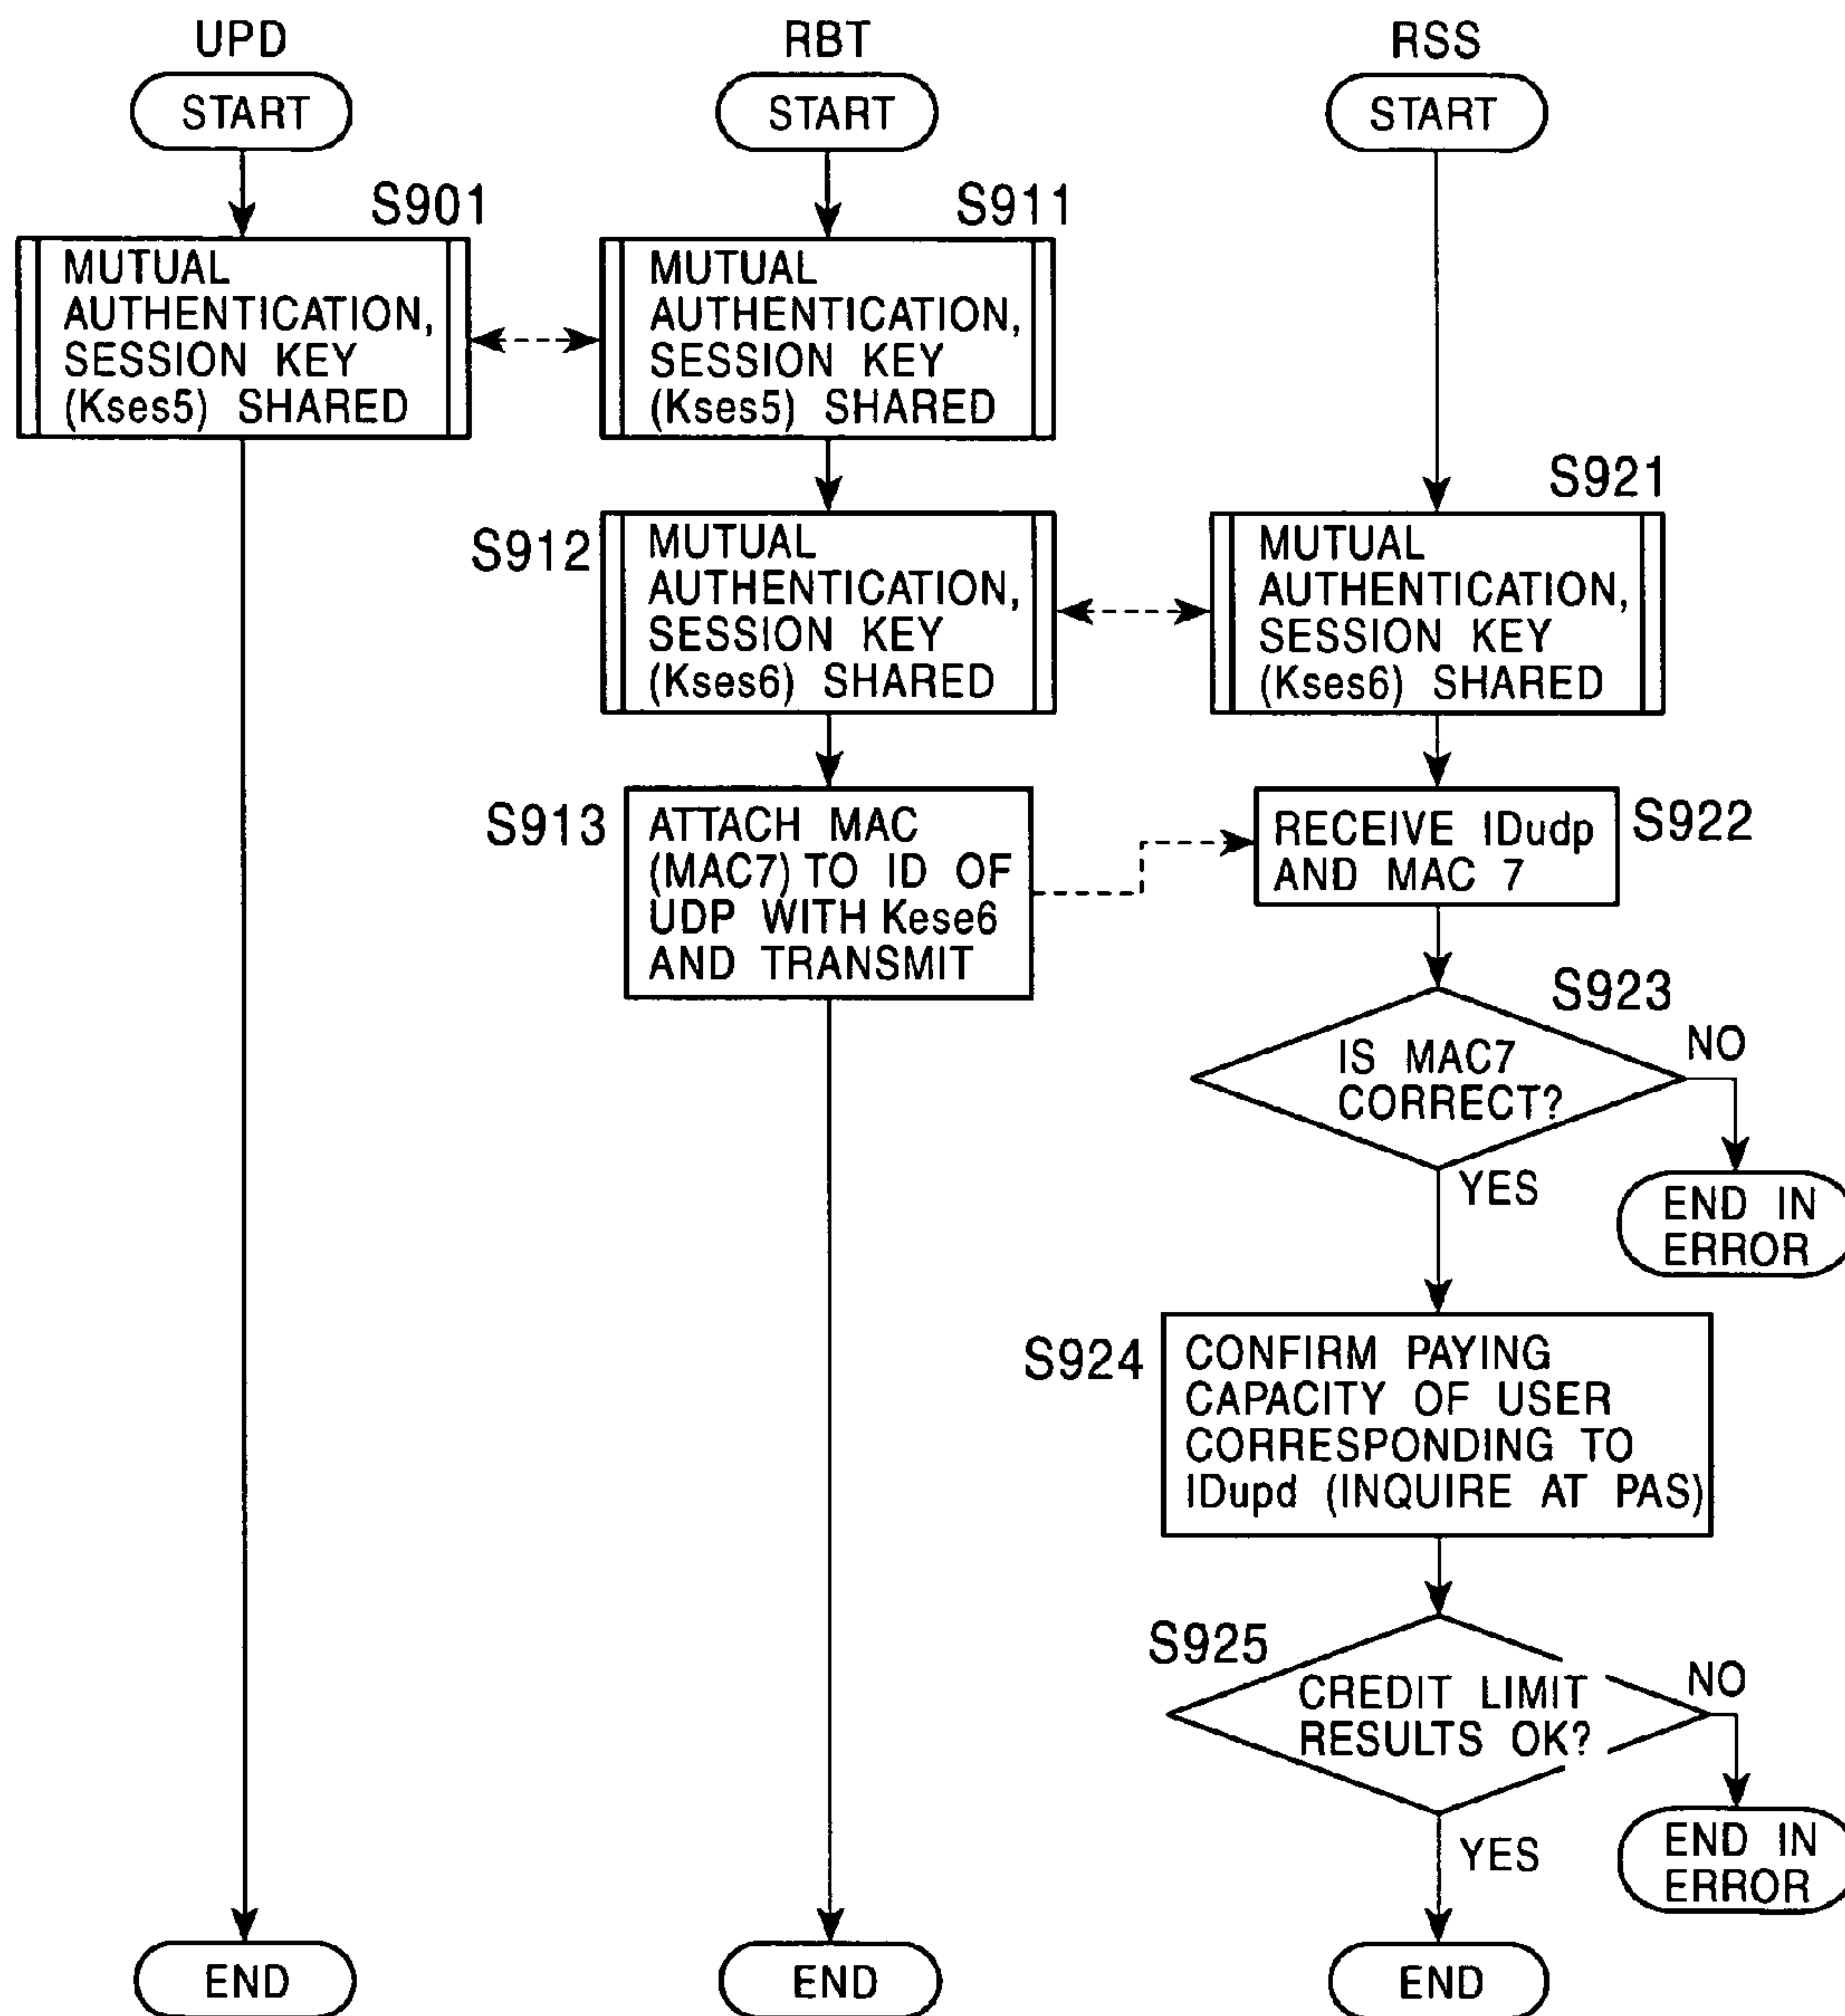 UPD
RBT
RSS
START
START
START
S901
S911
MUTUAL
AUTHENTICATION,
SESSION KEY
(Kses5) SHARED
MUTUAL
AUTHENTICATION,
SESSION KEY
(Kses5) SHARED
S912
S921
MUTUAL
AUTHENTICATION,
SESSION KEY
(Kses6) SHARED
MUTUAL
AUTHENTICATION,
SESSION KEY
(Kses6) SHARED
S913
ATTACH MAC
(MAC7) TO ID OF
UDP WITH Kese6
AND TRANSMIT
RECEIVE IDudp
AND MAC 7
S922
S923
IS MAC7
CORRECT?
NO
YES
END IN
ERROR
S924
CONFIRM PAYING
CAPACITY OF USER
CORRESPONDING TO
IDupd (INQUIRE AT PAS)
S925
CREDIT LIMIT
RESULTS OK?
NO
YES
END IN
ERROR
END
END
END